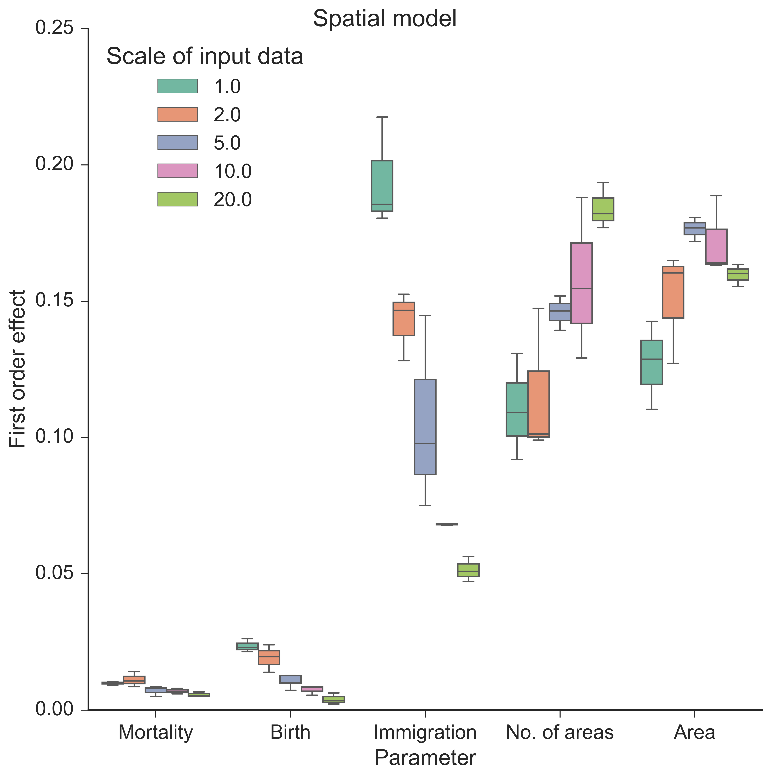 Spatial model
0.25
0.20
0.15
0.10
0.05
0.00
First order effect
Scale of input data
1.0
2.0
5.0
10.0
20.0
Mortality Birth Immigration No. of areas Area
Parameter